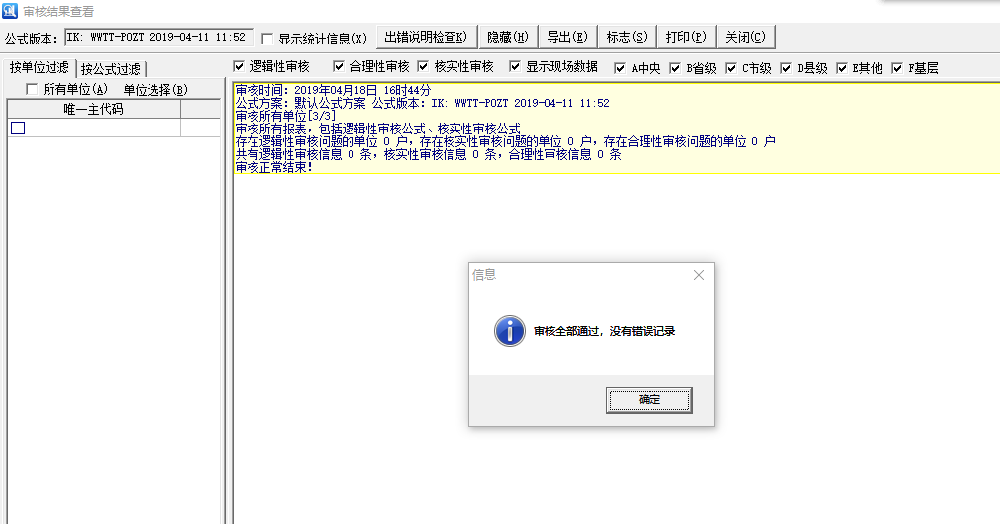 审核结果查看
公式版本: IK: WWTT-POZT 2019-04-11 11:52 显示统计信息(X) 出错说明检查K) 隐藏(H) 导出(E) 标志(S) 打印(P) 关闭(C)
按单位过滤 按公式过滤 逻辑性审核 合理性审核 核实性审核 显示现场数据 A中央 B省级 C市级 D县级 E其他 F基层
所有单位(A) 单位选择(B)
唯一主代码
审核时间: 2019年04月18日 16时44分
公式方案: 默认公式方案 公式版本: IK: WWTT-POZT 2019-04-11 11:52
审核所有单位[3/3]
审核所有报表, 包括逻辑性审核公式、核实性审核公式
存在逻辑性审核问题的单位 0 户, 存在核实性审核问题的单位 0 户, 存在合理性审核问题的单位 0 户
共有逻辑性审核信息 0 条, 核实性审核信息 0 条, 合理性审核信息 0 条
审核正常结束!
信息
审核全部通过，没有错误记录
确定